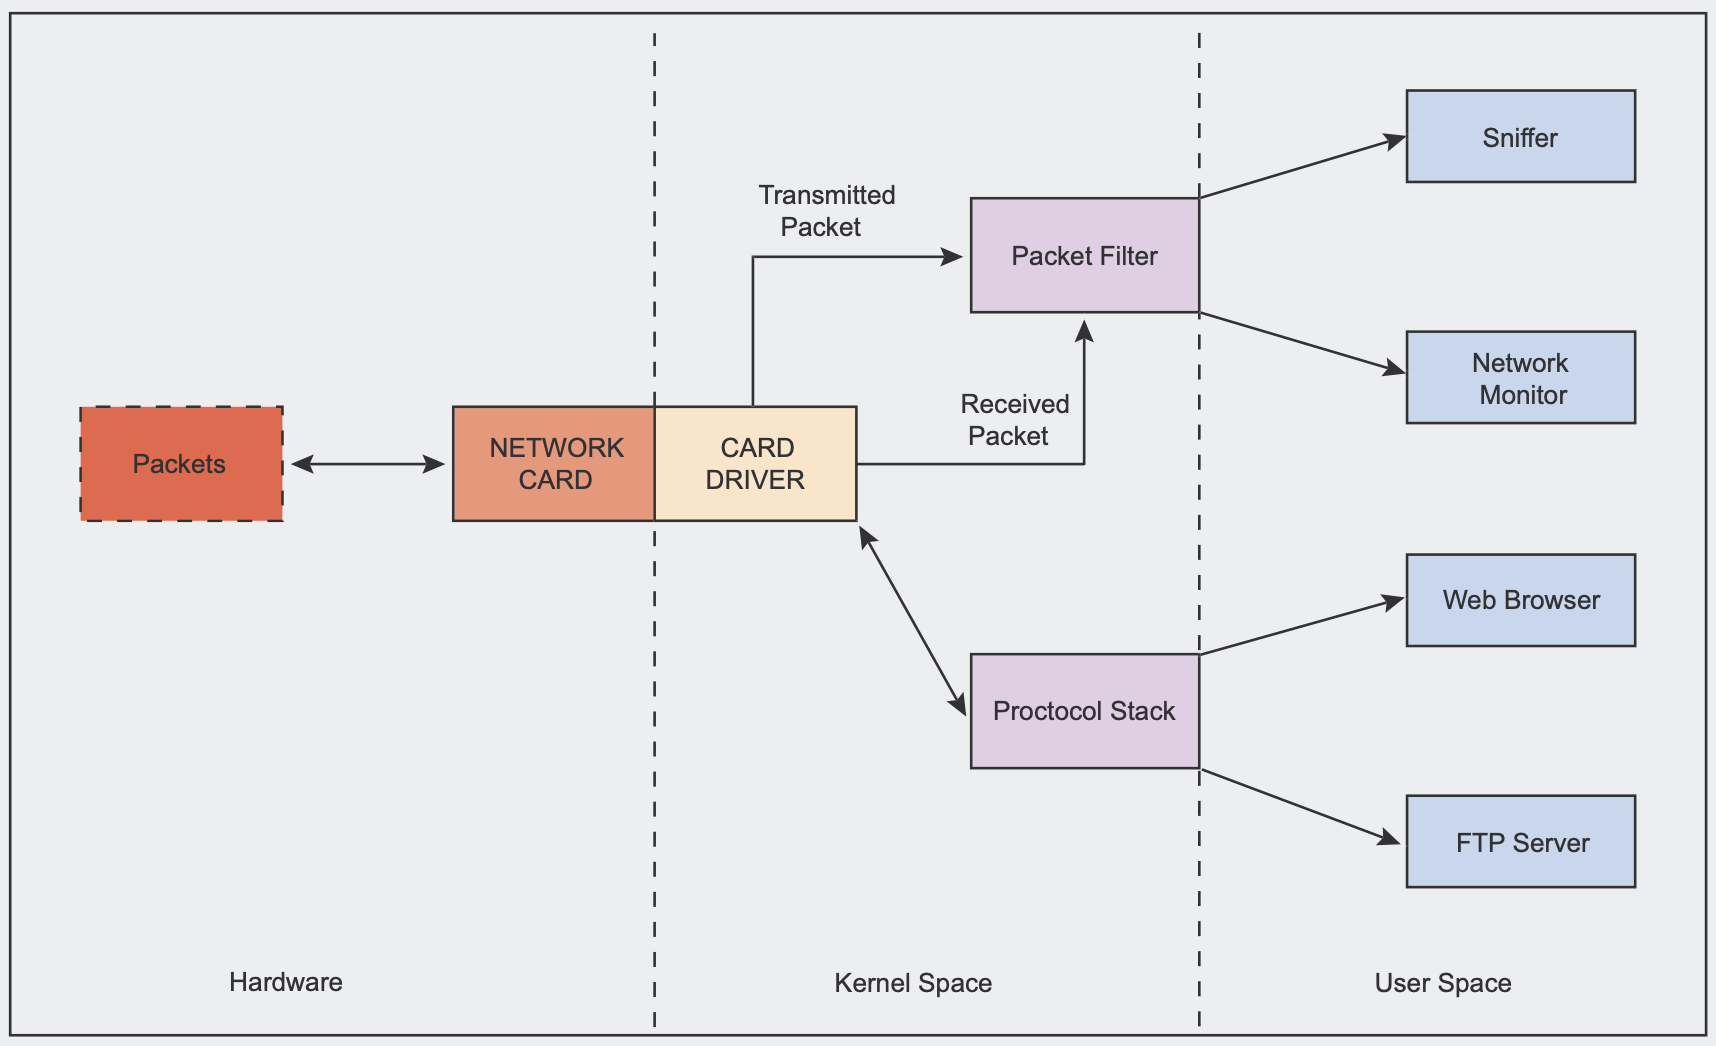 Sniffer
Transmitted
Packet
Packet Filter
Network
Monitor
Received
Packet
Packets
NETWORK
CARD
CARD
DRIVER
Web Browser
Proctocol Stack
FTP Server
Hardware
Kernel Space
User Space